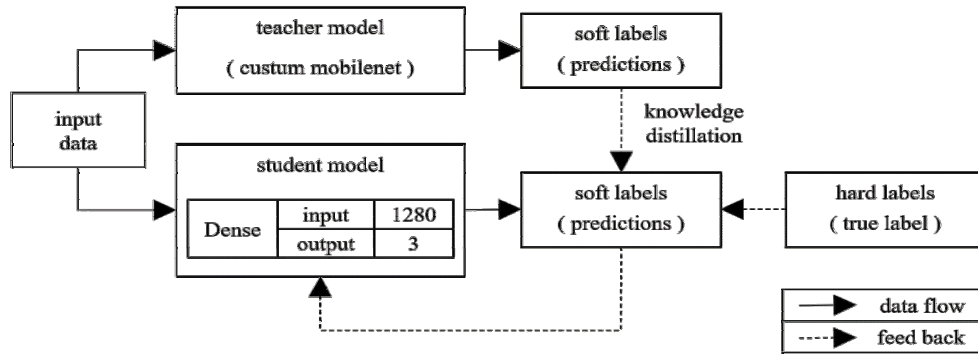 teacher model
( custum mobilenet )
soft labels
( predictions )
knowledge
distillation
input
data
student model
Dense input 1280
output 3
soft labels
( predictions )
hard labels
( true label )
data flow
feed back